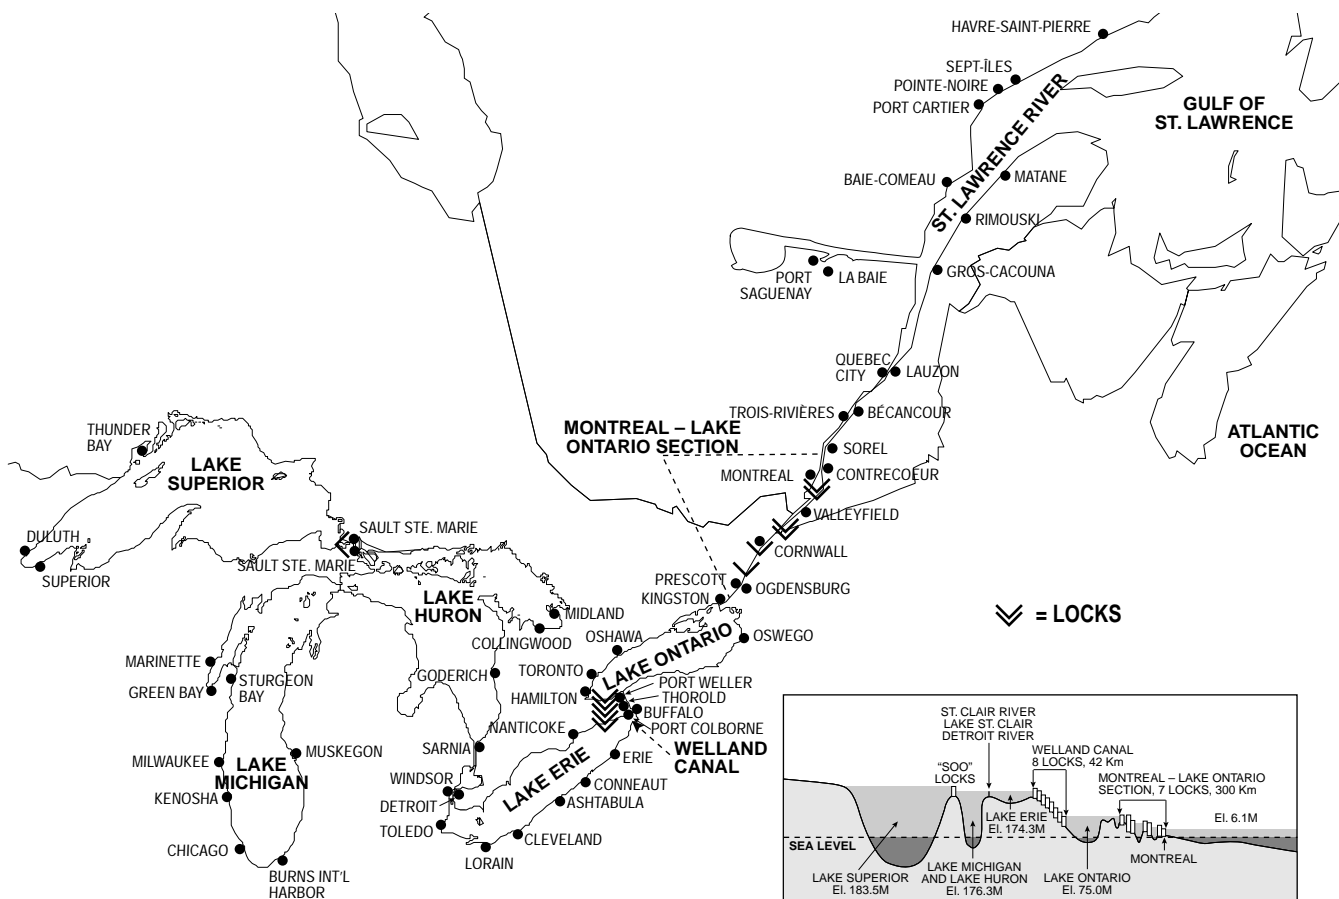 HAVRE-SAINT-PIERRE
SEPT-ÎLES
POINTE-NOIRE
PORT CARTIER
ST. LAWRENCE RIVER
GULF OF
ST. LAWRENCE
BAIE-COMEAU
MATANE
RIMOUSKI
PORT
SAGUENAY
LA BAIE
GROS-CACOUNA
QUEBEC
CITY
LAUZON
TROIS-RIVIÈRES
BÉCANCOUR
MONTREAL – LAKE
ONTARIO SECTION
SOREL
MONTREAL
CONTRECOEUR
ATLANTIC
OCEAN
VALLEYFIELD
CORNWALL
PRESCOTT
KINGSTON
OGDENSBURG
OSWEGO
= LOCKS
THUNDER
BAY
LAKE
SUPERIOR
DULUTH
SUPERIOR
SAULT STE. MARIE
SAULT STE. MARIE
LAKE
HURON
MIDLAND
COLLINGWOOD
OSHAWA
LAKE ONTARIO
TORONTO
GODERICH
HAMILTON
PORT WELLER
THOROLD
BUFFALO
PORT COLBORNE
WELLAND
CANAL
NANTICOKE
MARINETTE
GREEN BAY
STURGEON
BAY
MILWAUKEE
LAKE
MICHIGAN
MUSKEGON
KENOSHA
CHICAGO
BURNS INT'L
HARBOR
SARNIA
WINDSOR
DETROIT
TOLEDO
LAKE ERIE
ERIE
CONNEAUT
ASHTABULA
CLEVELAND
LORAIN
ST. CLAIR RIVER
LAKE ST. CLAIR
DETROIT RIVER
"SOO"
LOCKS
WELLAND CANAL
8 LOCKS, 42 Km
MONTREAL – LAKE ONTARIO
SECTION, 7 LOCKS, 300 Km
LAKE ERIE
El. 174.3M
El. 6.1M
SEA LEVEL
LAKE SUPERIOR
El. 183.5M
LAKE MICHIGAN
AND LAKE HURON
El. 176.3M
LAKE ONTARIO
El. 75.0M
MONTREAL